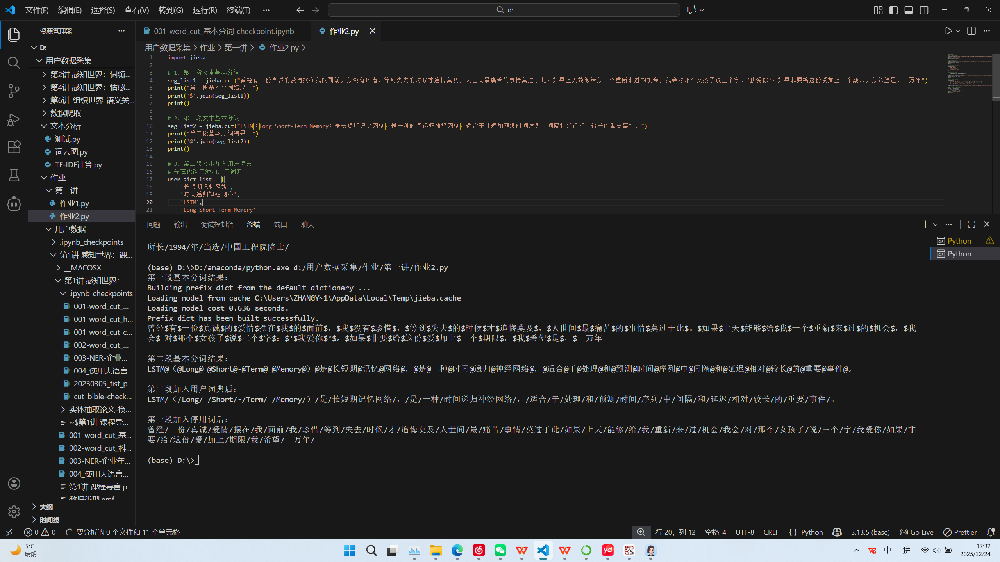 文件(F) 编辑(E) 选择(S) 查看(V) 转到(G) 运行(R) 终端(T) ··· d:
资源管理器
D:
用户数据采集
第2讲 感知世界：词频...
第4讲 感知世界：情感...
第6讲-组织世界-语义关...
数据爬取
文本分析
测试.py
词云图.py
TF-IDF计算.py
作业
第一讲
作业1.py
作业2.py
用户数据
.ipynb_checkpoints
第1讲 感知世界：课...
__MACOSX
第1讲 感知世界：...
.ipynb_checkpoints
001-word_cut_...
001-word_cut_h...
001-word_cut-c...
002-word_cut_...
003-NER-企业...
004_使用大语言...
20230305_fist_p...
cut_bible-check...
实体抽取论文-换...
~$第1讲 课程导...
001-word_cut_基...
002-word_cut_科...
003-NER-企业年...
004_使用大语言...
第1讲 课程导言.p...
数据类型.emf
大纲
时间线
001-word_cut_基本分词-checkpoint.ipynb 作业2.py
用户数据采集 > 作业 > 第一讲 > 作业2.py > ...
1 import jieba
2
3 # 1. 第一段文本基本分词
4 seg_list1 = jieba.cut("曾经有一份真诚的爱情摆在我的面前，我没有珍惜，等到失去的时候才追悔莫及，人世间最痛苦的事情莫过于此。如果上天能够给我一个重新来过的机会，我会对那个女孩子说三个字：‘我爱你’。如果非要给这份爱加上一个期限，我希望是，一万年")
5 print("第一段基本分词结果：")
6 print('$'.join(seg_list1))
7 print()
8
9 # 2. 第二段文本基本分词
10 seg_list2 = jieba.cut("LSTM（Long Short-Term Memory）是长短期记忆网络，是一种时间递归神经网络，适合于处理和预测时间序列中间隔和延迟相对较长的重要事件。")
11 print("第二段基本分词结果：")
12 print('@'.join(seg_list2))
13 print()
14
15 # 3. 第二段文本加入用户词典
16 # 先在代码中添加用户词典
17 user_dict_list = [
18 '长短期记忆网络',
19 '时间递归神经网络',
20 'LSTM',
21 'Long Short-Term Memory'
问题 输出 调试控制台 终端 端口 聊天
Python
Python
所长/1994/年/当选/中国工程院院士/
(base) D:\>D:/anaconda/python.exe d:/用户数据采集/作业/第一讲/作业2.py
第一段基本分词结果：
Building prefix dict from the default dictionary ...
Loading model from cache C:\Users\ZHANGY~1\AppData\Local\Temp\jieba.cache
Loading model cost 0.636 seconds.
Prefix dict has been built successfully.
曾经$有$一份$真诚$的$爱情$摆在$我$的$面前$，$我$没有$珍惜$，$等到$失去$的$时候$才$追悔莫及$，$人世间$最$痛苦$的$事情$莫过于此$。$如果$上天$能够$给$我$一个$重新$来$过$的$机会$，$我
会$ 对$那个$女孩子$说$三个$字$：$‘$我爱你$’$。$如果$非要$给$这份$爱$加上$一个$期限$，$我$希望$是$，$一万年
第二段基本分词结果：
LSTM@（@Long@ @Short@-@Term@ @Memory@）@是@长短期@记忆@网络@，@是@一种@时间@递归@神经网络@，@适合@于@处理@和@预测@时间@序列@中@间隔@和@延迟@相对@较长@的@重要@事件@。
第二段加入用户词典后：
LSTM/（/Long/ /Short/-/Term/ /Memory/）/是/长短期记忆网络/，/是/一种/时间递归神经网络/，/适合/于/处理/和/预测/时间/序列/中/间隔/和/延迟/相对/较长/的/重要/事件/。
第一段加入停用词后：
曾经/一份/真诚/爱情/摆在/我/面前/我/珍惜/等到/失去/时候/才/追悔莫及/人世间/最/痛苦/事情/莫过于此/如果/上天/能够/给/我/重新/来/过/机会/我会/对/那个/女孩子/说/三个/字/我爱你/如果/非
要/给/这份/爱/加上/期限/我/希望/一万年/
(base) D:\>
0 0 要分析的 0 个文件和 11 个单元格 行 20，列 12 空格: 4 UTF-8 CRLF { } Python 3.13.5 (base) Go Live Prettier
5°C
晴朗
中 拼
17:32
2025/12/24